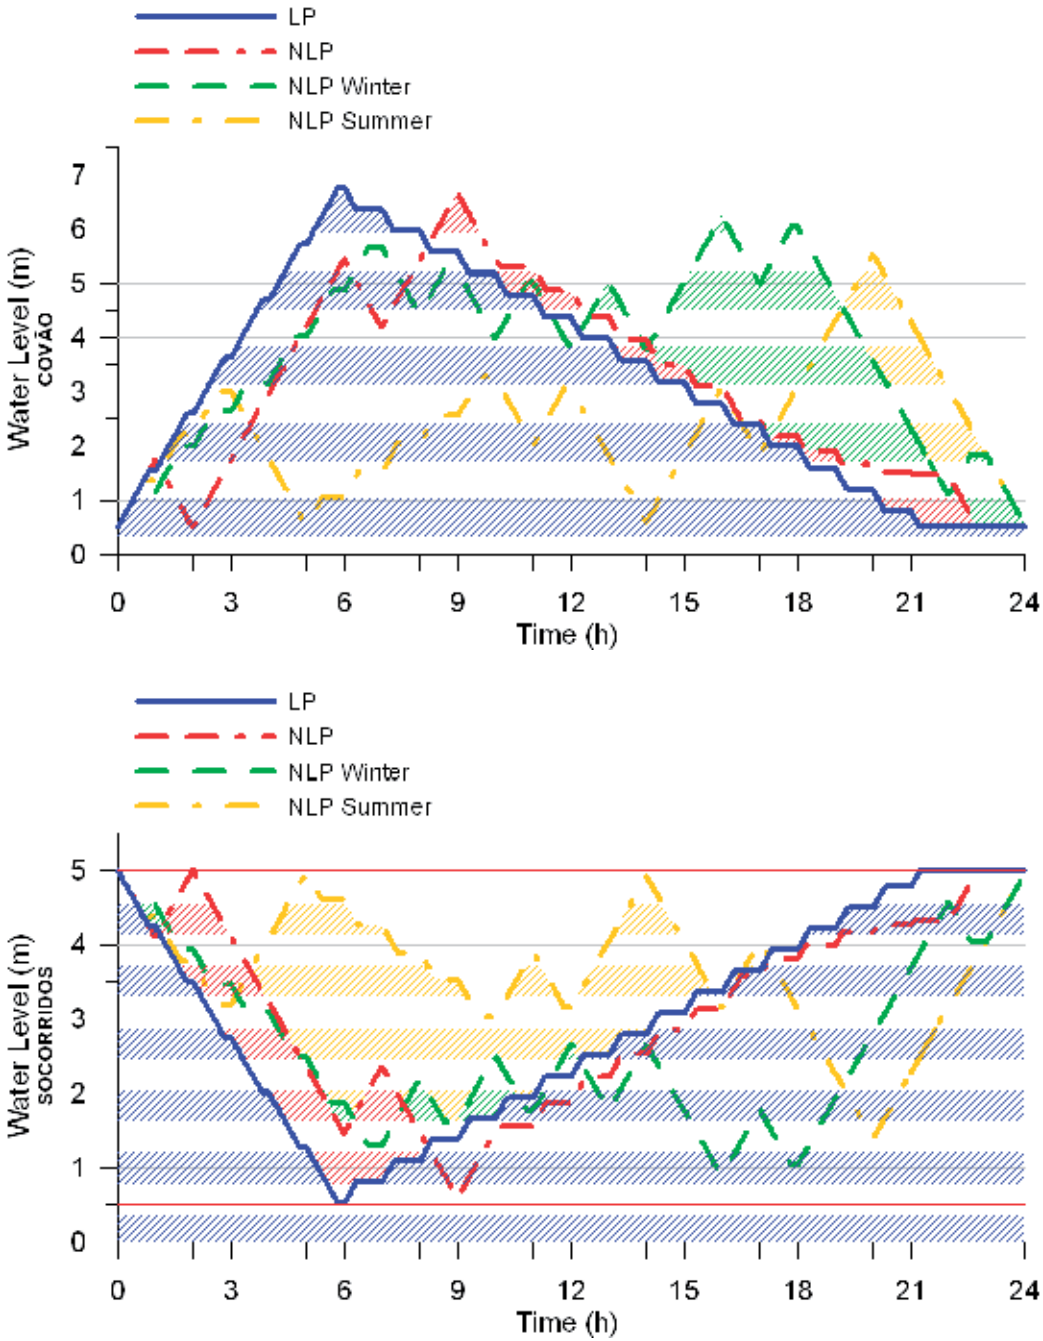 LP
NLP
NLP Winter
NLP Summer
Water Level (m)
COVÃO
7
6
5
4
3
2
1
0
0 3 6 9 12 15 18 21 24
Time (h)
LP
NLP
NLP Winter
NLP Summer
Water Level (m)
SOCORRIDOS
5
4
3
2
1
0
0 3 6 9 12 15 18 21 24
Time (h)